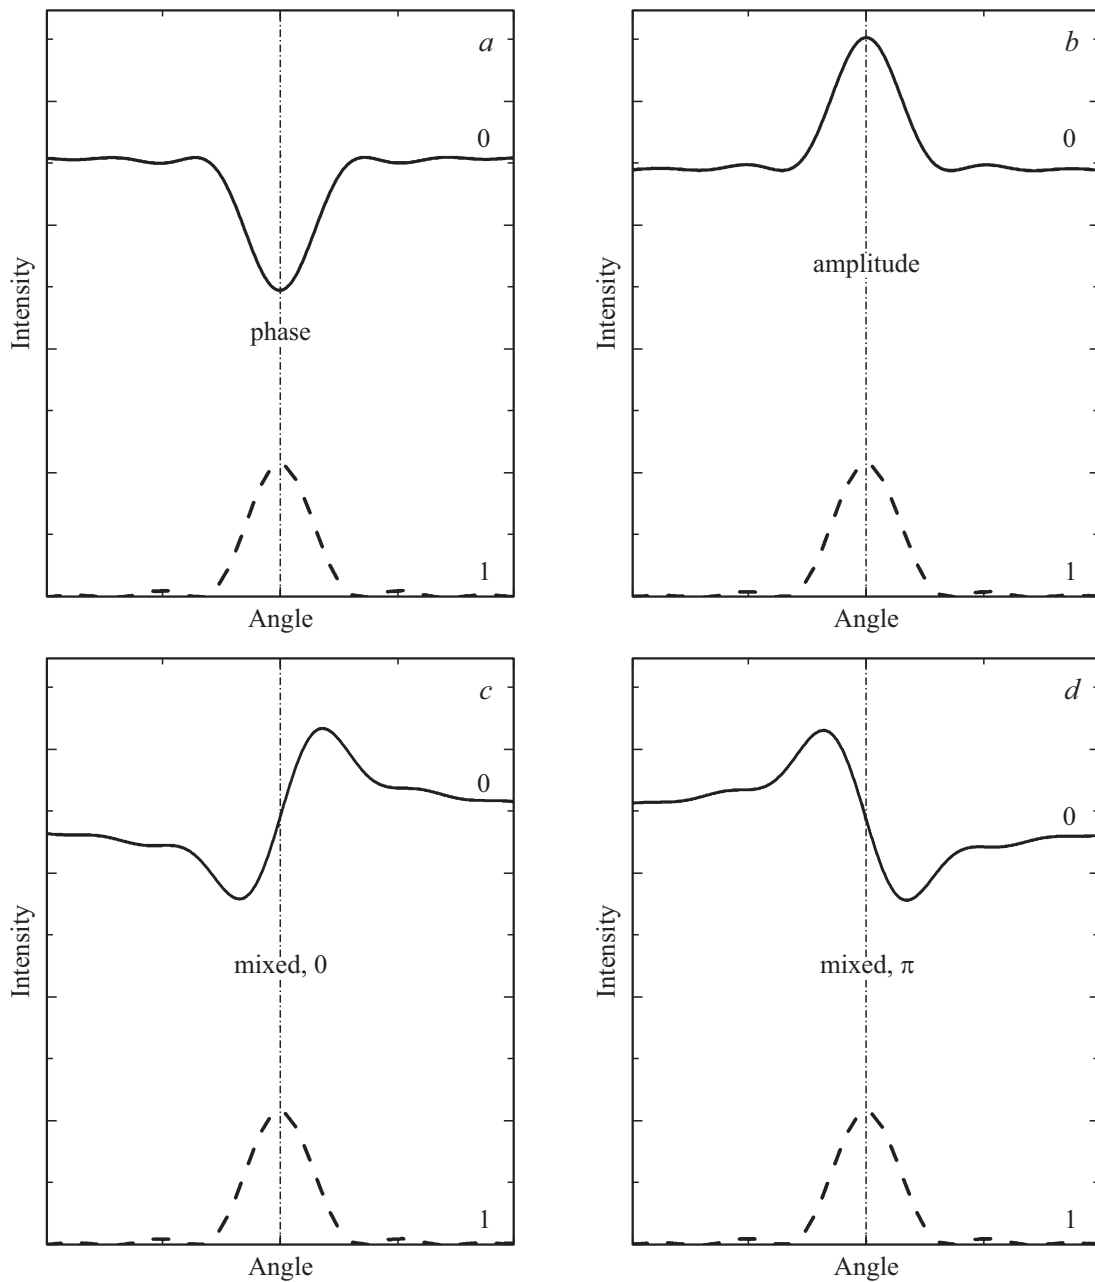 a
b
0
0
Intensity
Intensity
amplitude
phase
1
1
Angle
Angle
c
d
0
0
Intensity
Intensity
mixed, 0
mixed, π
1
1
Angle
Angle